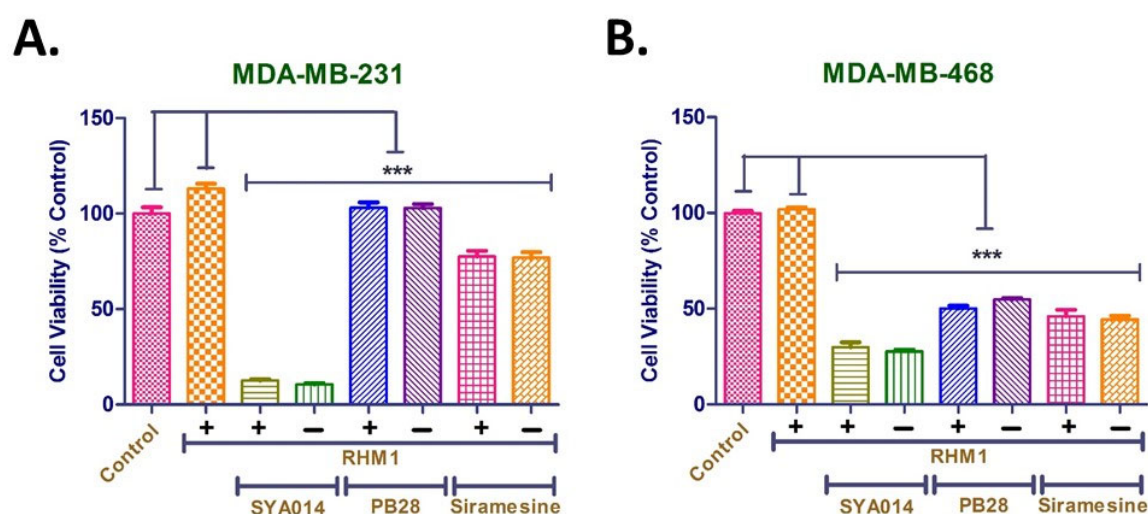 A.
MDA-MB-231
Cell Viability (% Control)
150
100
50
0
***
Control
+ + − + − + −
RHM1
SYA014 PB28 Siramesine
B.
MDA-MB-468
Cell Viability (% Control)
150
100
50
0
***
Control
+ + − + − + −
RHM1
SYA014 PB28 Siramesine